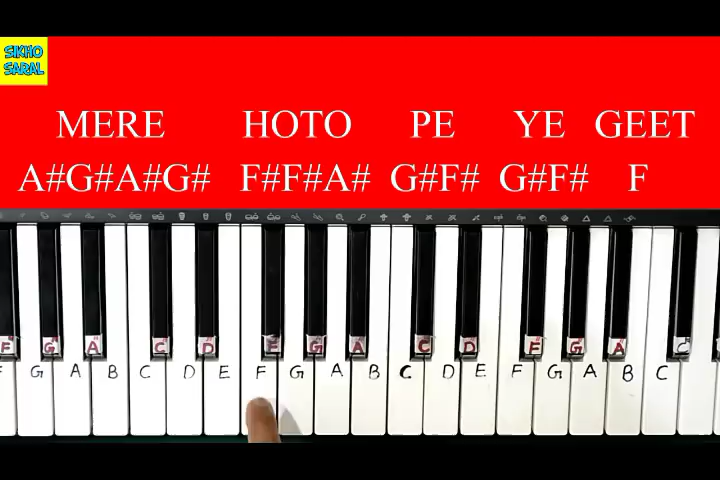 SIKHO
SARAL
MERE HOTO PE YE GEET
A#G#A#G# F#F#A# G#F# G#F# F
F G A C D F G A C D F G A C
F G A B C D E F G A B C D E F G A B C